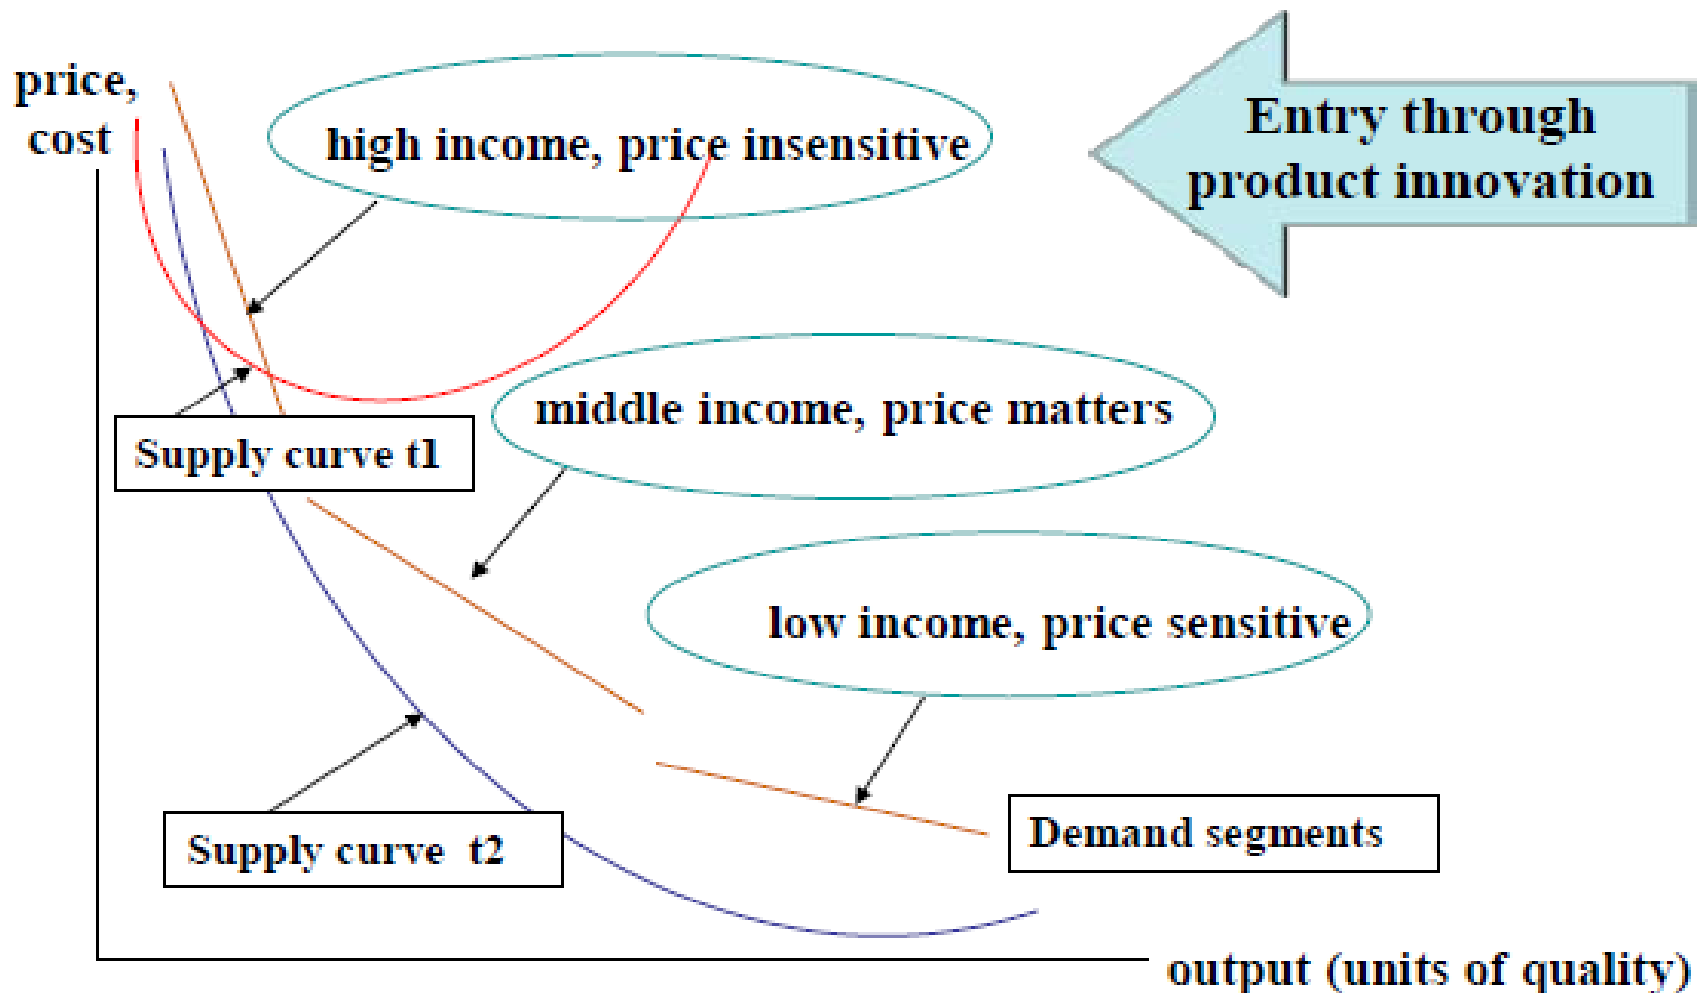 price,
cost
high income, price insensitive
Entry through
product innovation
middle income, price matters
Supply curve t1
low income, price sensitive
Supply curve t2
Demand segments
output (units of quality)